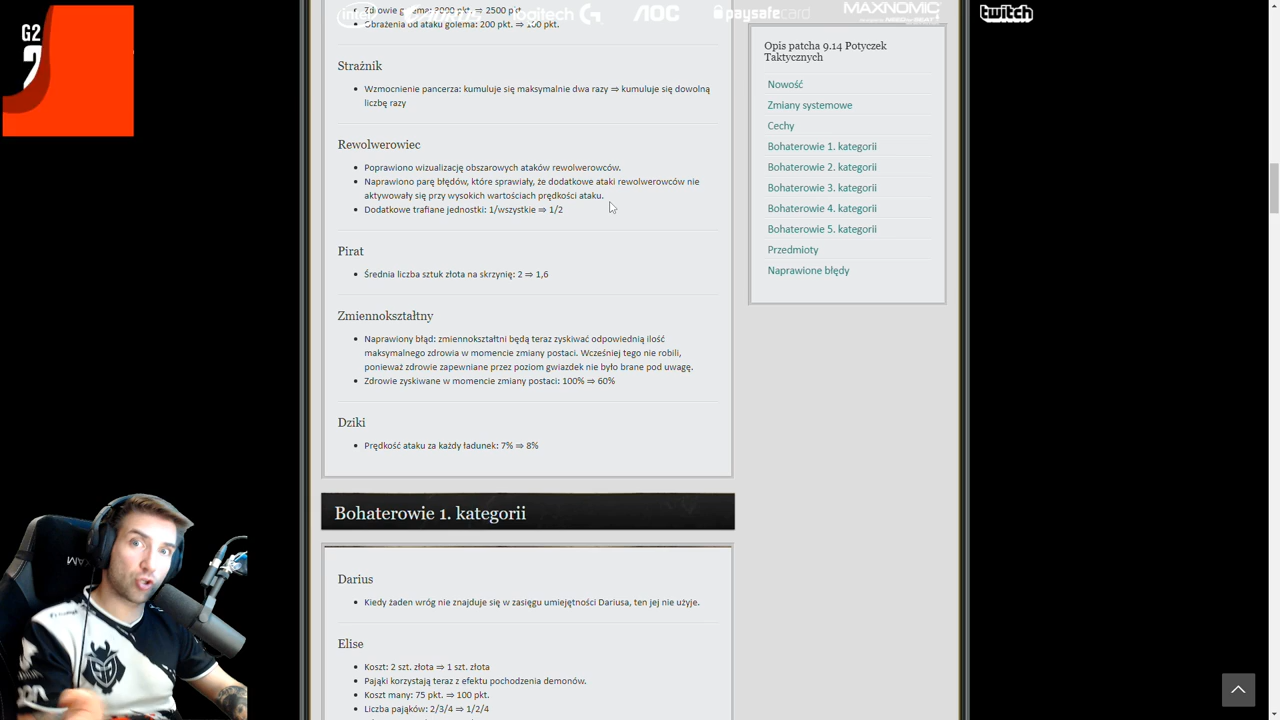 intel
logitech G
AOC
paysafecard
MAXNOMIC
twitch
G2
Zdrowie golema: 2000 pkt. ⇒ 2500 pkt.
Obrażenia od ataku golema: 200 pkt. ⇒ 100 pkt.
Strażnik
Wzmocnienie pancerza: kumuluje się maksymalnie dwa razy ⇒ kumuluje się dowolną
liczbę razy
Rewolwerowiec
Poprawiono wizualizację obszarowych ataków rewolwerowców.
Naprawiono parę błędów, które sprawiały, że dodatkowe ataki rewolwerowców nie
aktywowały się przy wysokich wartościach prędkości ataku.
Dodatkowe trafiane jednostki: 1/wszystkie ⇒ 1/2
Pirat
Średnia liczba sztuk złota na skrzynię: 2 ⇒ 1,6
Zmiennokształtny
Naprawiony błąd: zmiennokształtni będą teraz zyskiwać odpowiednią ilość
maksymalnego zdrowia w momencie zmiany postaci. Wcześniej tego nie robili,
ponieważ zdrowie zapewniane przez poziom gwiazdek nie było brane pod uwagę.
Zdrowie zyskiwane w momencie zmiany postaci: 100% ⇒ 60%
Dziki
Prędkość ataku za każdy ładunek: 7% ⇒ 8%
Bohaterowie 1. kategorii
Darius
Kiedy żaden wróg nie znajduje się w zasięgu umiejętności Dariusa, ten jej nie użyje.
Elise
Koszt: 2 szt. złota ⇒ 1 szt. złota
Pająki korzystają teraz z efektu pochodzenia demonów.
Koszt many: 75 pkt. ⇒ 100 pkt.
Liczba pająków: 2/3/4 ⇒ 1/2/4
Opis patcha 9.14 Potyczek
Taktycznych
Nowość
Zmiany systemowe
Cechy
Bohaterowie 1. kategorii
Bohaterowie 2. kategorii
Bohaterowie 3. kategorii
Bohaterowie 4. kategorii
Bohaterowie 5. kategorii
Przedmioty
Naprawione błędy